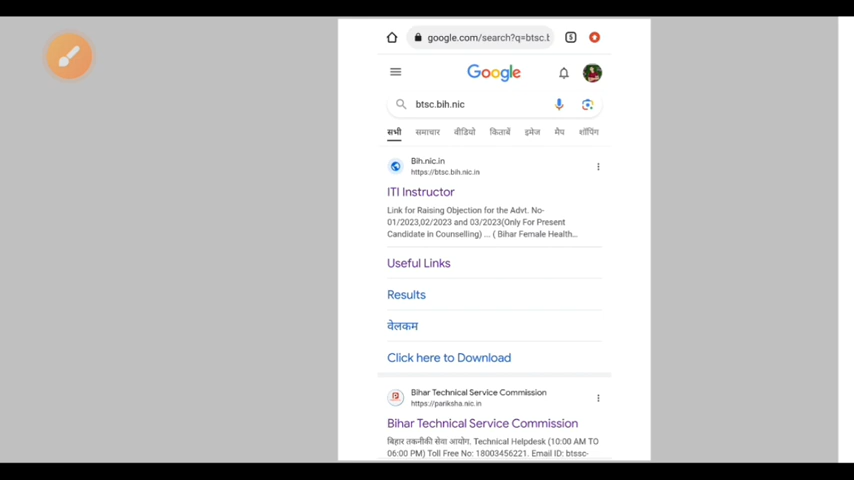 google.com/search?q=btsc.b
5
Google
btsc.bih.nic
सभी समाचार वीडियो किताबें इमेज मैप शॉपिंग
Bih.nic.in
https://btsc.bih.nic.in
ITI Instructor
Link for Raising Objection for the Advt. No-
01/2023,02/2023 and 03/2023(Only For Present
Candidate In Counselling) ... ( Bihar Female Health...
Useful Links
Results
वेलकम
Click here to Download
Bihar Technical Service Commission
https://pariksha.nic.in
Bihar Technical Service Commission
बिहार तकनीकी सेवा आयोग. Technical Helpdesk (10:00 AM TO
06:00 PM) Toll Free No: 18003456221. Email ID: btssc-